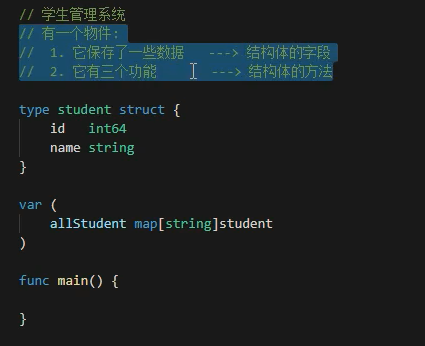 // 学生管理系统
// 有一个物件:
//  1. 它保存了一些数据   ---> 结构体的字段
//  2. 它有三个功能       ---> 结构体的方法
type student struct {
    id   int64
    name string
}
var (
    allStudent map[string]student
)
func main() {
}